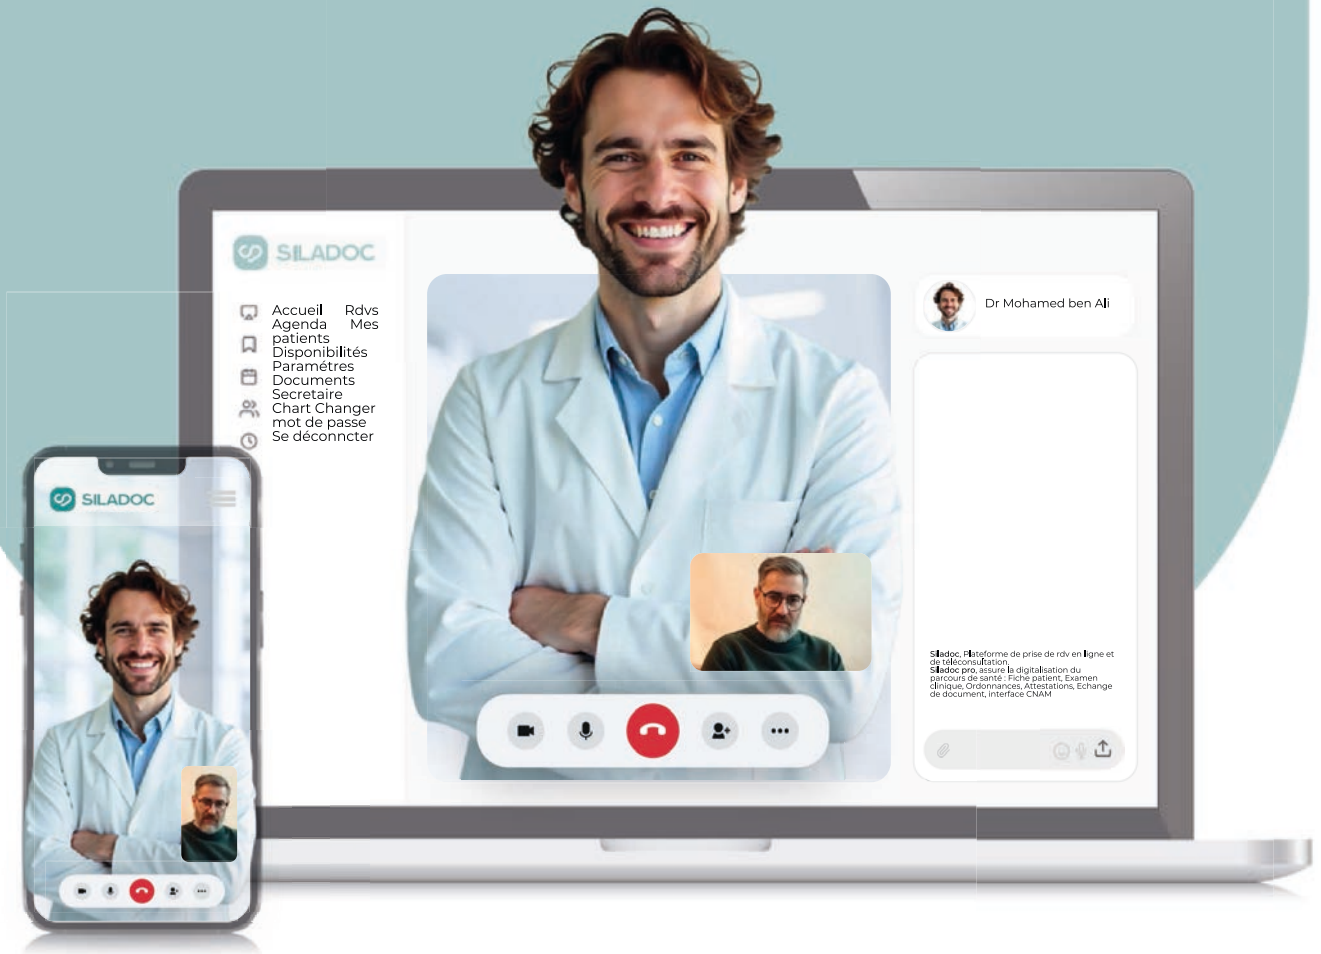 SILADOC
Accueil Rdvs
Agenda Mes
patients
Disponibilités
Paramétres
Documents
Secretaire
Chart Changer
mot de passe
Se déconncter
Dr Mohamed ben Ali
Siladoc, Plateforme de prise de rdv en ligne et
de téléconsultation.
Siladoc pro, assure la digitalisation du
parcours de santé : Fiche patient, Examen
clinique, Ordonnances, Attestations, Echange
de document, interface CNAM
SILADOC